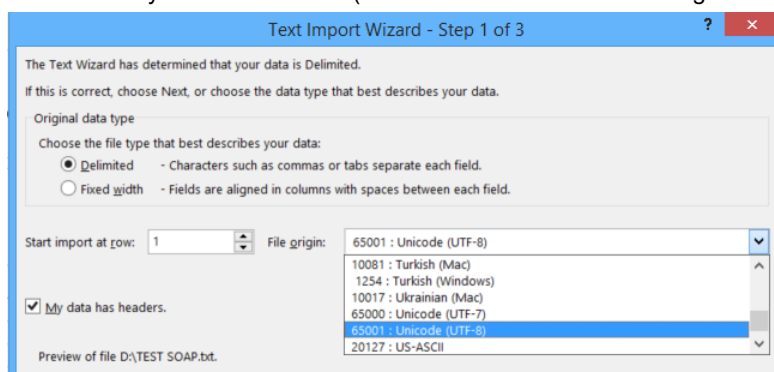 Text Import Wizard - Step 1 of 3
? ×
The Text Wizard has determined that your data is Delimited.
If this is correct, choose Next, or choose the data type that best describes your data.
Original data type
Choose the file type that best describes your data:
Delimited - Characters such as commas or tabs separate each field.
Fixed width - Fields are aligned in columns with spaces between each field.
Start import at row: 1 File origin: 65001 : Unicode (UTF-8)
10081 : Turkish (Mac)
1254 : Turkish (Windows)
10017 : Ukrainian (Mac)
65000 : Unicode (UTF-7)
65001 : Unicode (UTF-8)
20127 : US-ASCII
My data has headers.
Preview of file D:\TEST SOAP.txt.